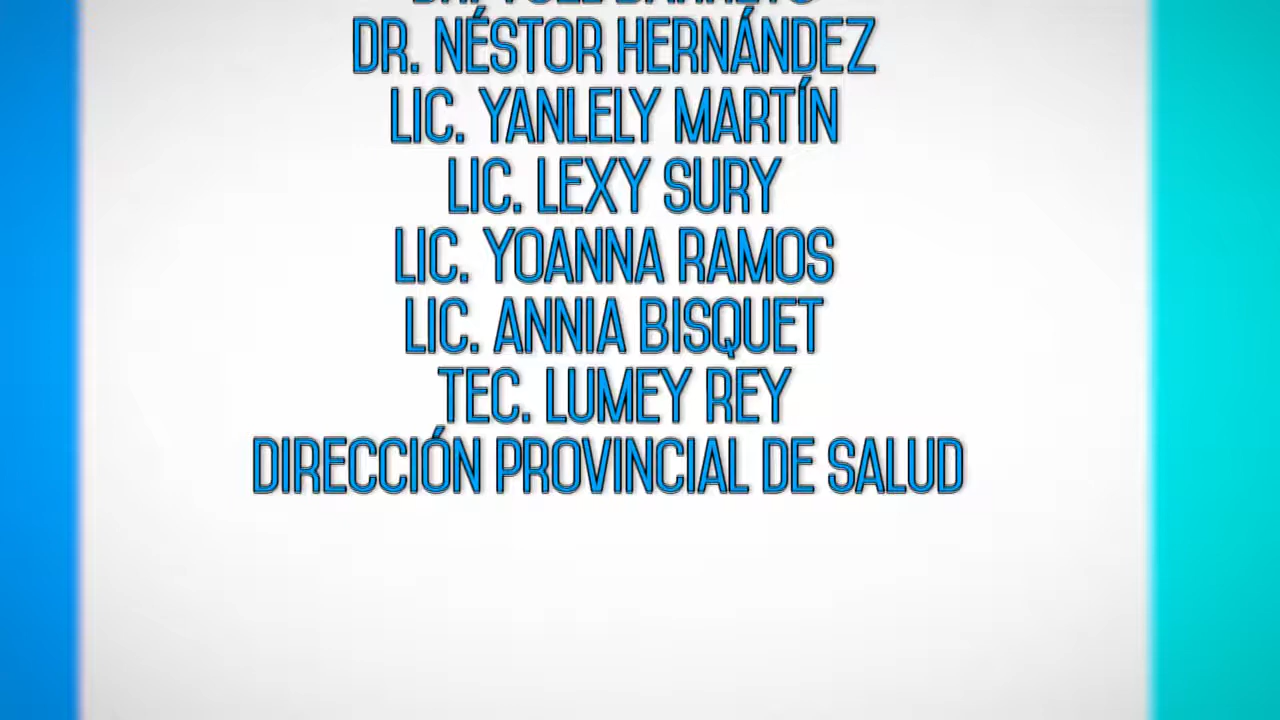 DR. NÉSTOR HERNÁNDEZ
LIC. YANLELY MARTÍN
LIC. LEXY SURY
LIC. YOANNA RAMOS
LIC. ANNIA BISQUET
TEC. LUMEY REY
DIRECCIÓN PROVINCIAL DE SALUD